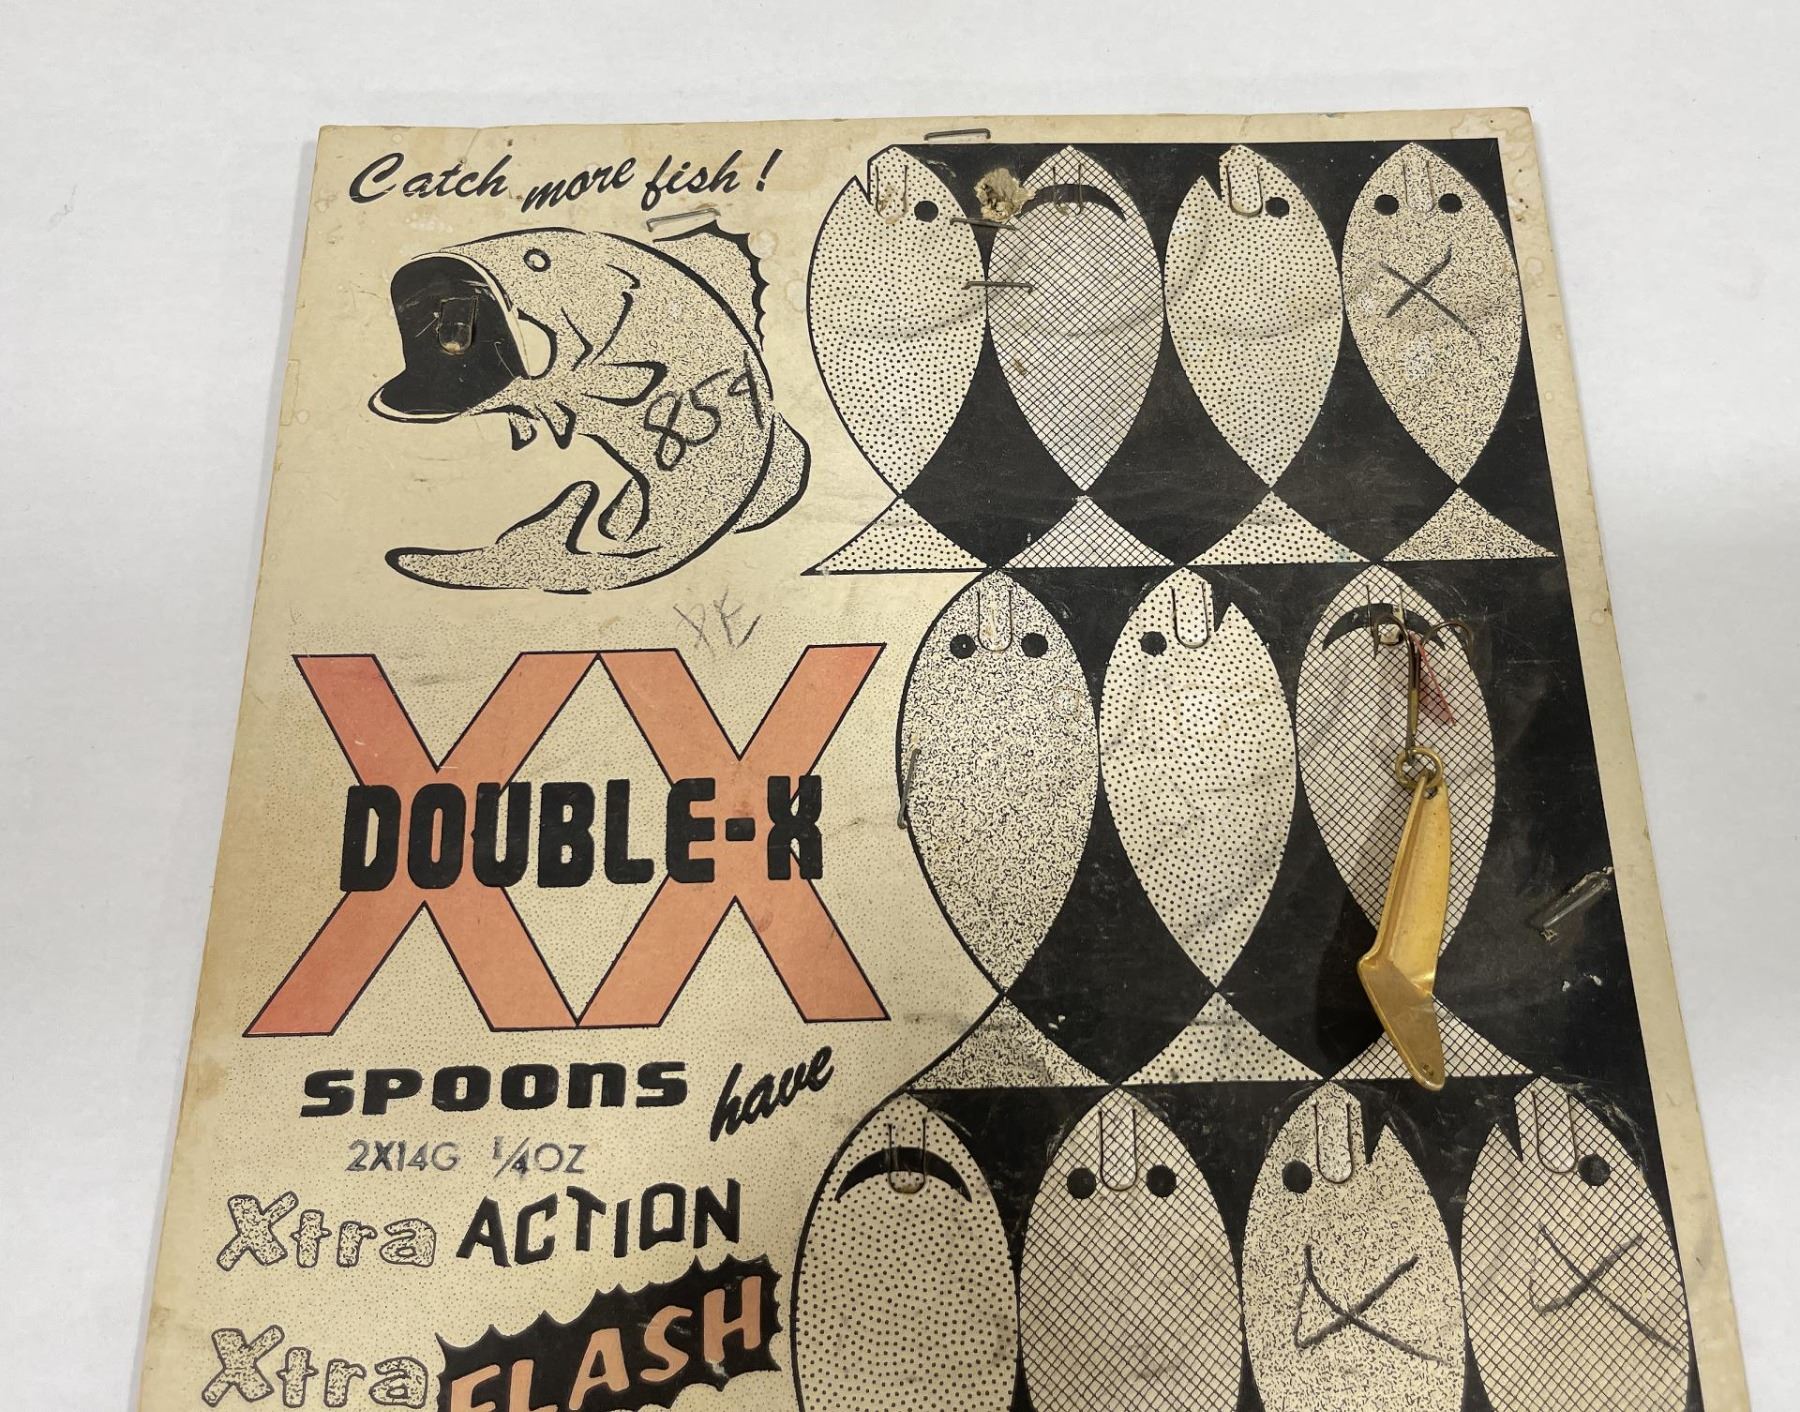 Catch more fish!
859
XX
DOUBLE-X
SPOONS have
2X14G 1/4OZ
Xtra ACTION
Xtra FLASH